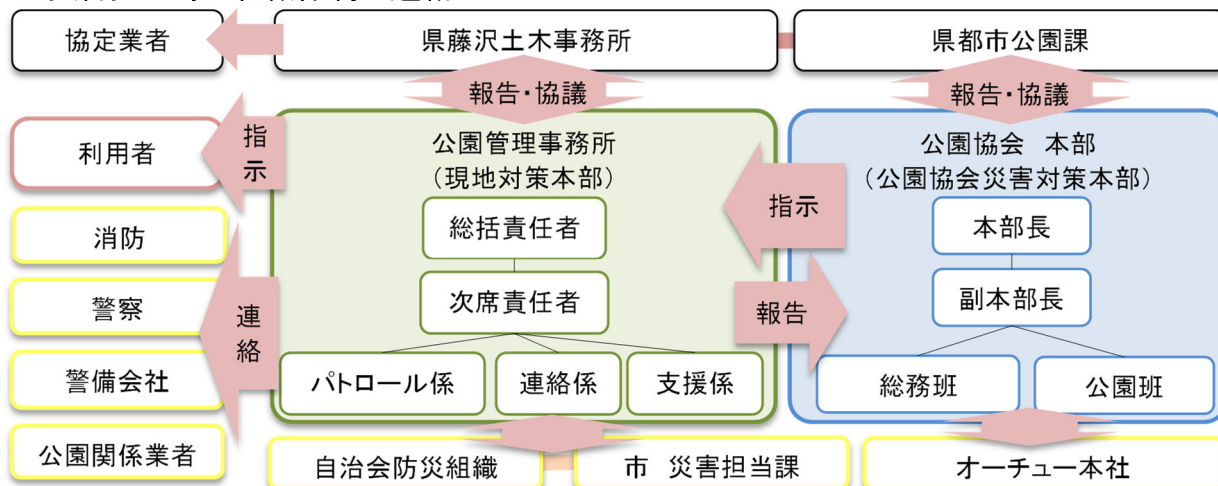 協定業者
県藤沢土木事務所
県都市公園課
報告・協議
報告・協議
利用者
指示
公園管理事務所
(現地対策本部)
公園協会 本部
(公園協会災害対策本部)
指示
総括責任者
本部長
消防
警察
次席責任者
副本部長
連絡
報告
警備会社
パトロール係
連絡係
支援係
総務班
公園班
公園関係業者
自治会防災組織
市 災害担当課
オーチュー本社